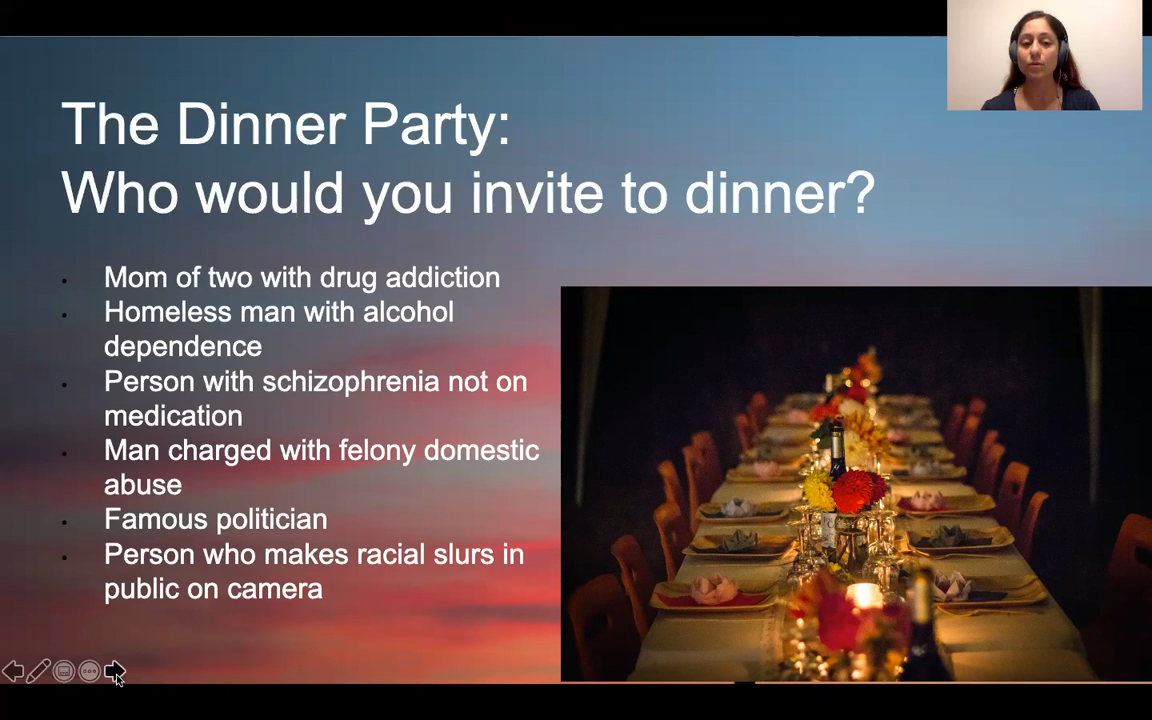 The Dinner Party:
Who would you invite to dinner?
Mom of two with drug addiction
Homeless man with alcohol
dependence
Person with schizophrenia not on
medication
Man charged with felony domestic
abuse
Famous politician
Person who makes racial slurs in
public on camera